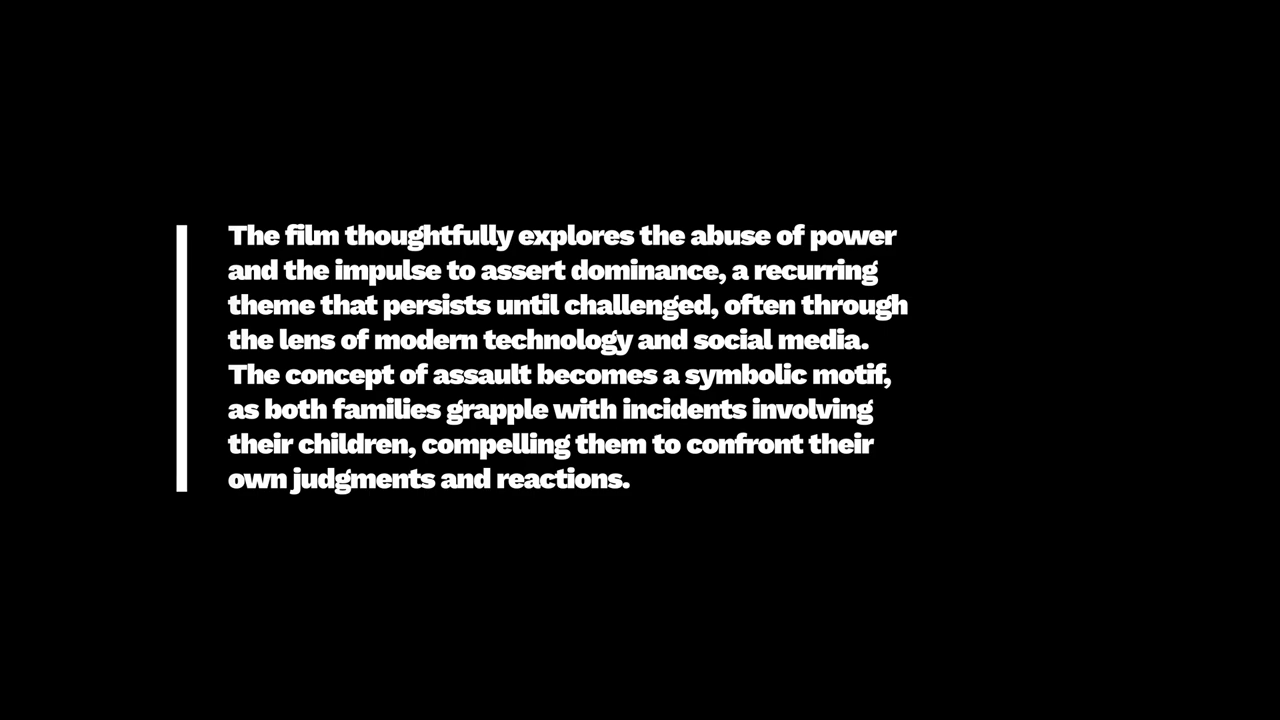 The film thoughtfully explores the abuse of power
and the impulse to assert dominance, a recurring
theme that persists until challenged, often through
the lens of modern technology and social media.
The concept of assault becomes a symbolic motif,
as both families grapple with incidents involving
their children, compelling them to confront their
own judgments and reactions.